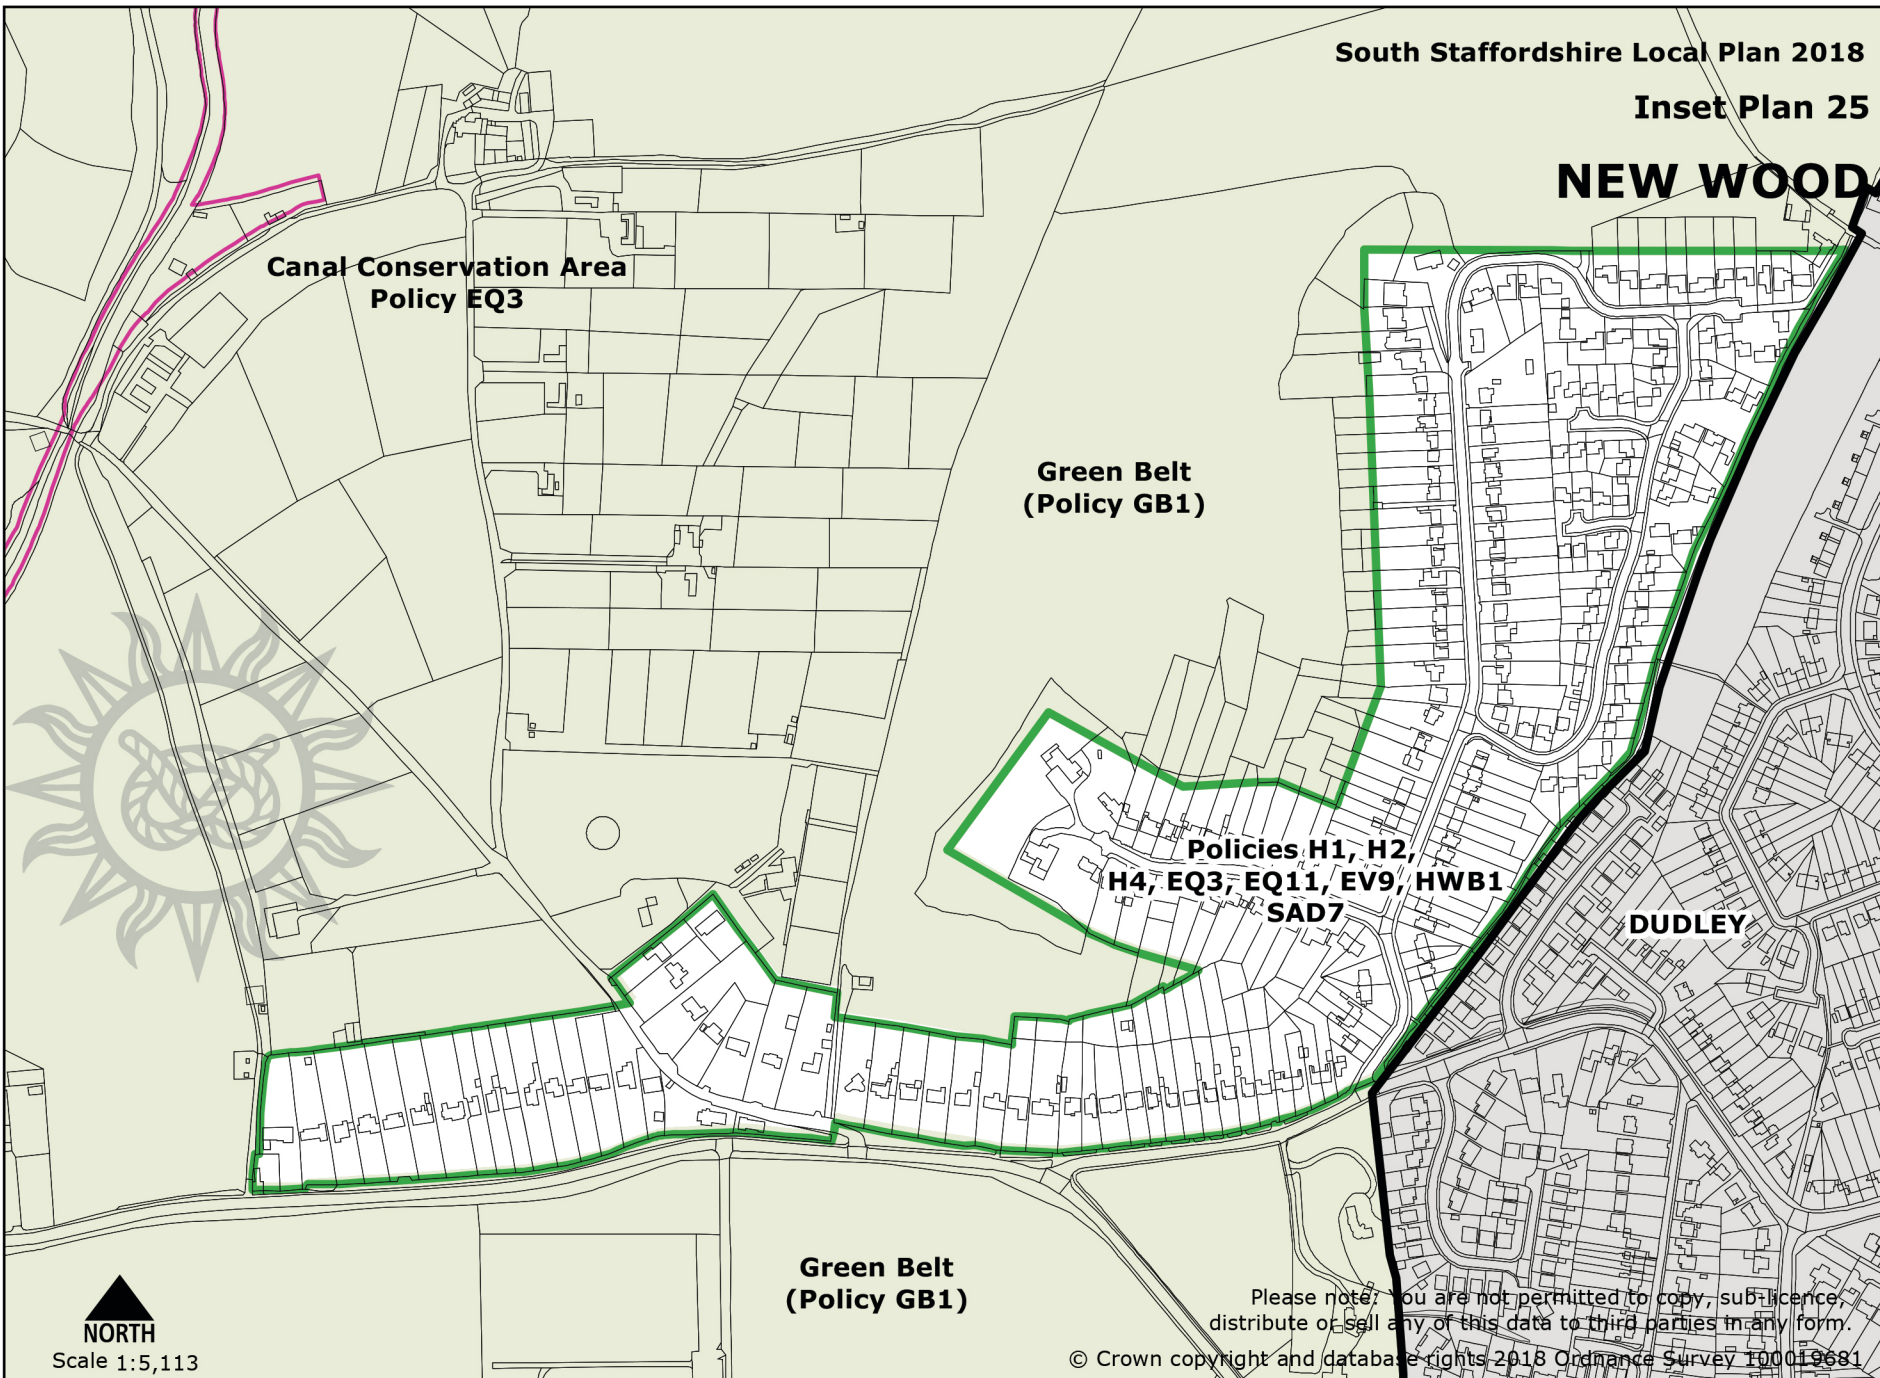 South Staffordshire Local Plan 2018
Inset Plan 25
NEW WOODA
Canal Conservation Area
Policy EQ3
Green Belt
(Policy GB1)
Policies H1, H2,
H4, EQ3, EQ11, EV9, HWB1
SAD7
DUDLEY
Green Belt
(Policy GB1)
NORTH
Scale 1:5,113
Please note: You are not permitted to copy, sub-licence,
distribute or sell any of this data to third parties in any form.
© Crown copyright and database rights 2018 Ordnance Survey 100019681